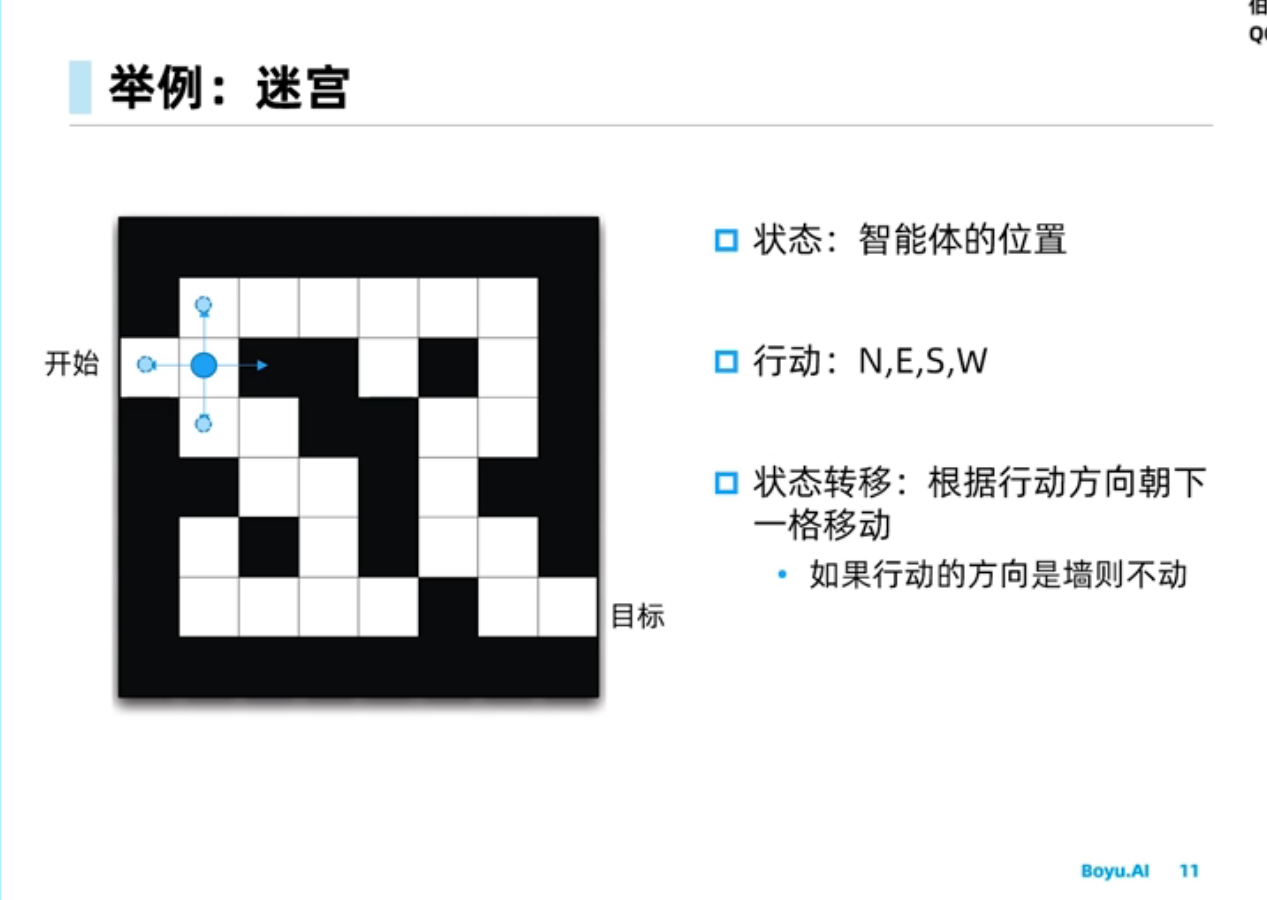 举例：迷宫
状态：智能体的位置
开始
行动：N,E,S,W
状态转移：根据行动方向朝下
一格移动
如果行动的方向是墙则不动
目标
Boyu.AI 11